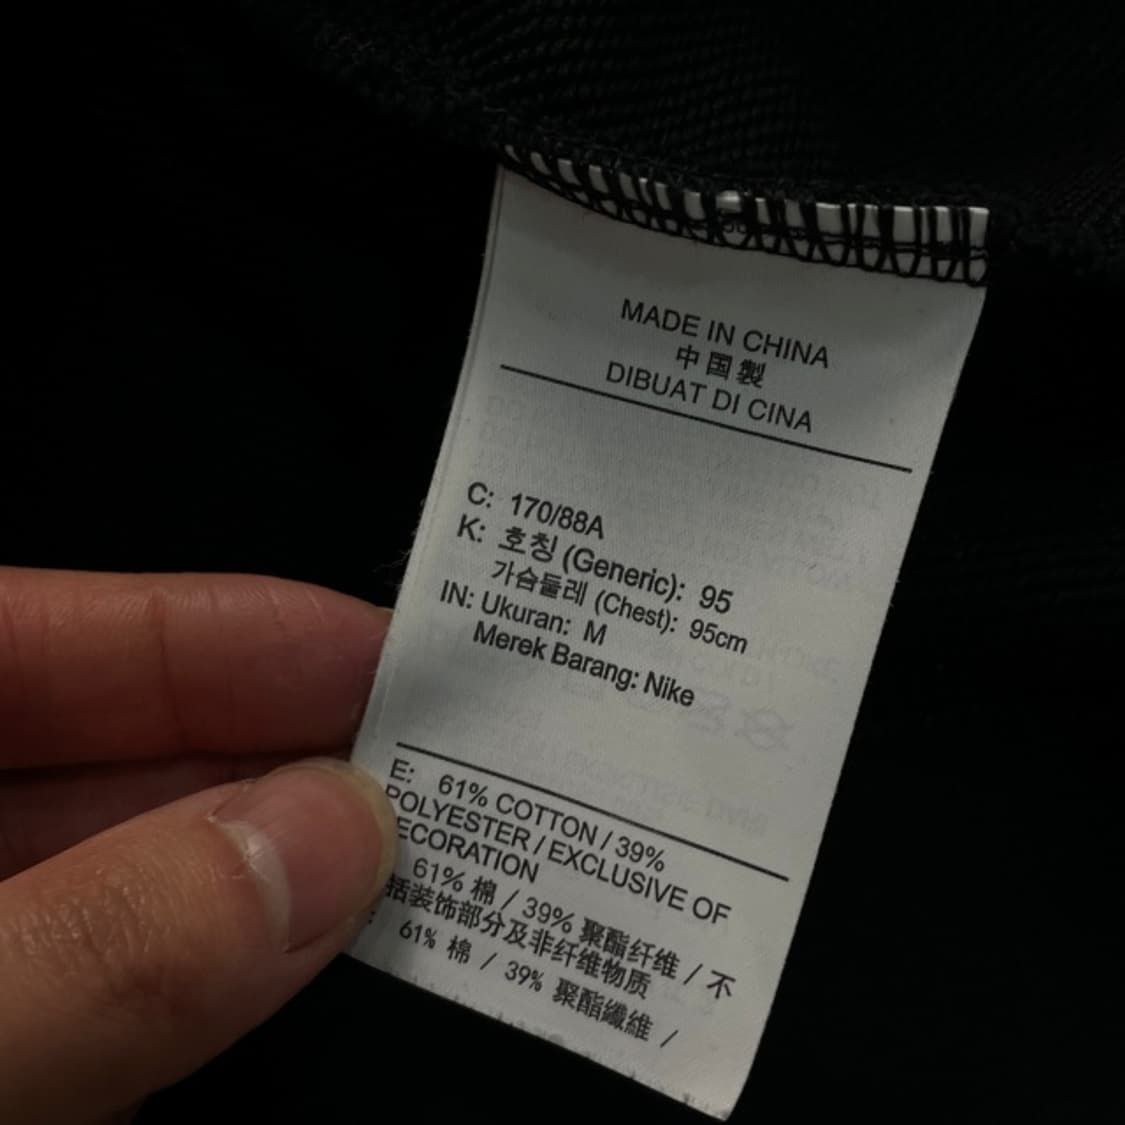 MADE IN CHINA
中国製
DIBUAT DI CINA
C: 170/88A
K: 호칭 (Generic): 95
가슴둘레 (Chest): 95cm
IN: Ukuran: M
Merek Barang: Nike
E: 61% COTTON / 39%
POLYESTER / EXCLUSIVE OF
ECORATION
61% 棉 / 39% 聚酯纤维 / 不
括装饰部分及非纤维物质
61% 棉 / 39% 聚酯纖維 /